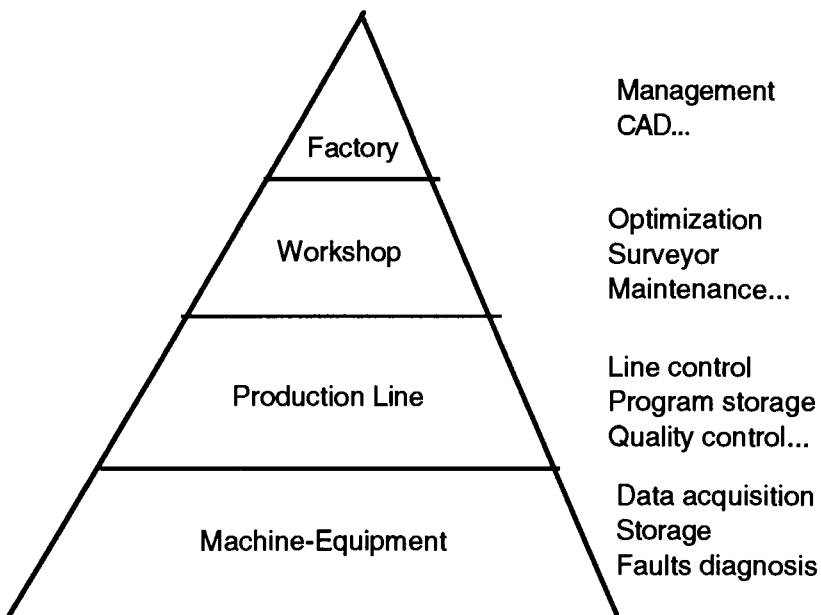 Factory
Management
CAD...
Workshop
Optimization
Surveyor
Maintenance...
Production Line
Line control
Program storage
Quality control...
Machine-Equipment
Data acquisition
Storage
Faults diagnosis